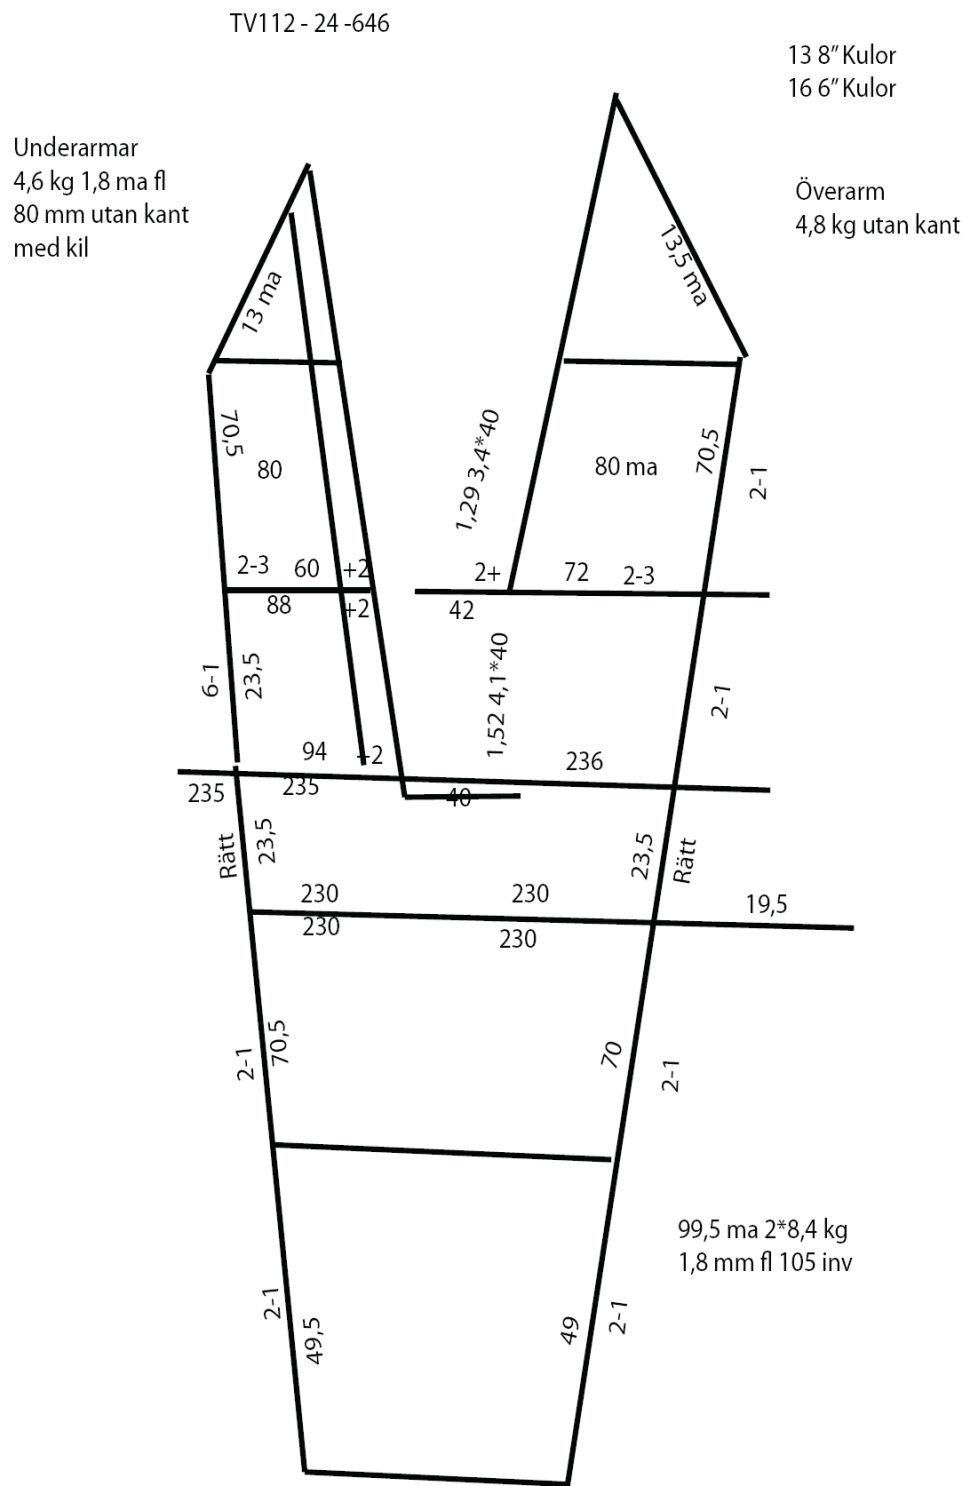 TV112 - 24 -646
13 8” Kulor
16 6” Kulor
Underarmar
4,6 kg 1,8 ma fl
80 mm utan kant
med kil
Överarm
4,8 kg utan kant
13 ma
13,5 ma
70,5
80
1,29 3,4*40
80 ma
70,5
2-1
2-3
60
+2
2+
72
2-3
88
+2
42
6-1
23,5
1,52 4,1*40
2-1
94
+2
236
235
235
40
Rätt
23,5
23,5
Rätt
230
230
19,5
230
230
2-1
70,5
70
2-1
99,5 ma 2*8,4 kg
1,8 mm fl 105 inv
2-1
49,5
49
2-1